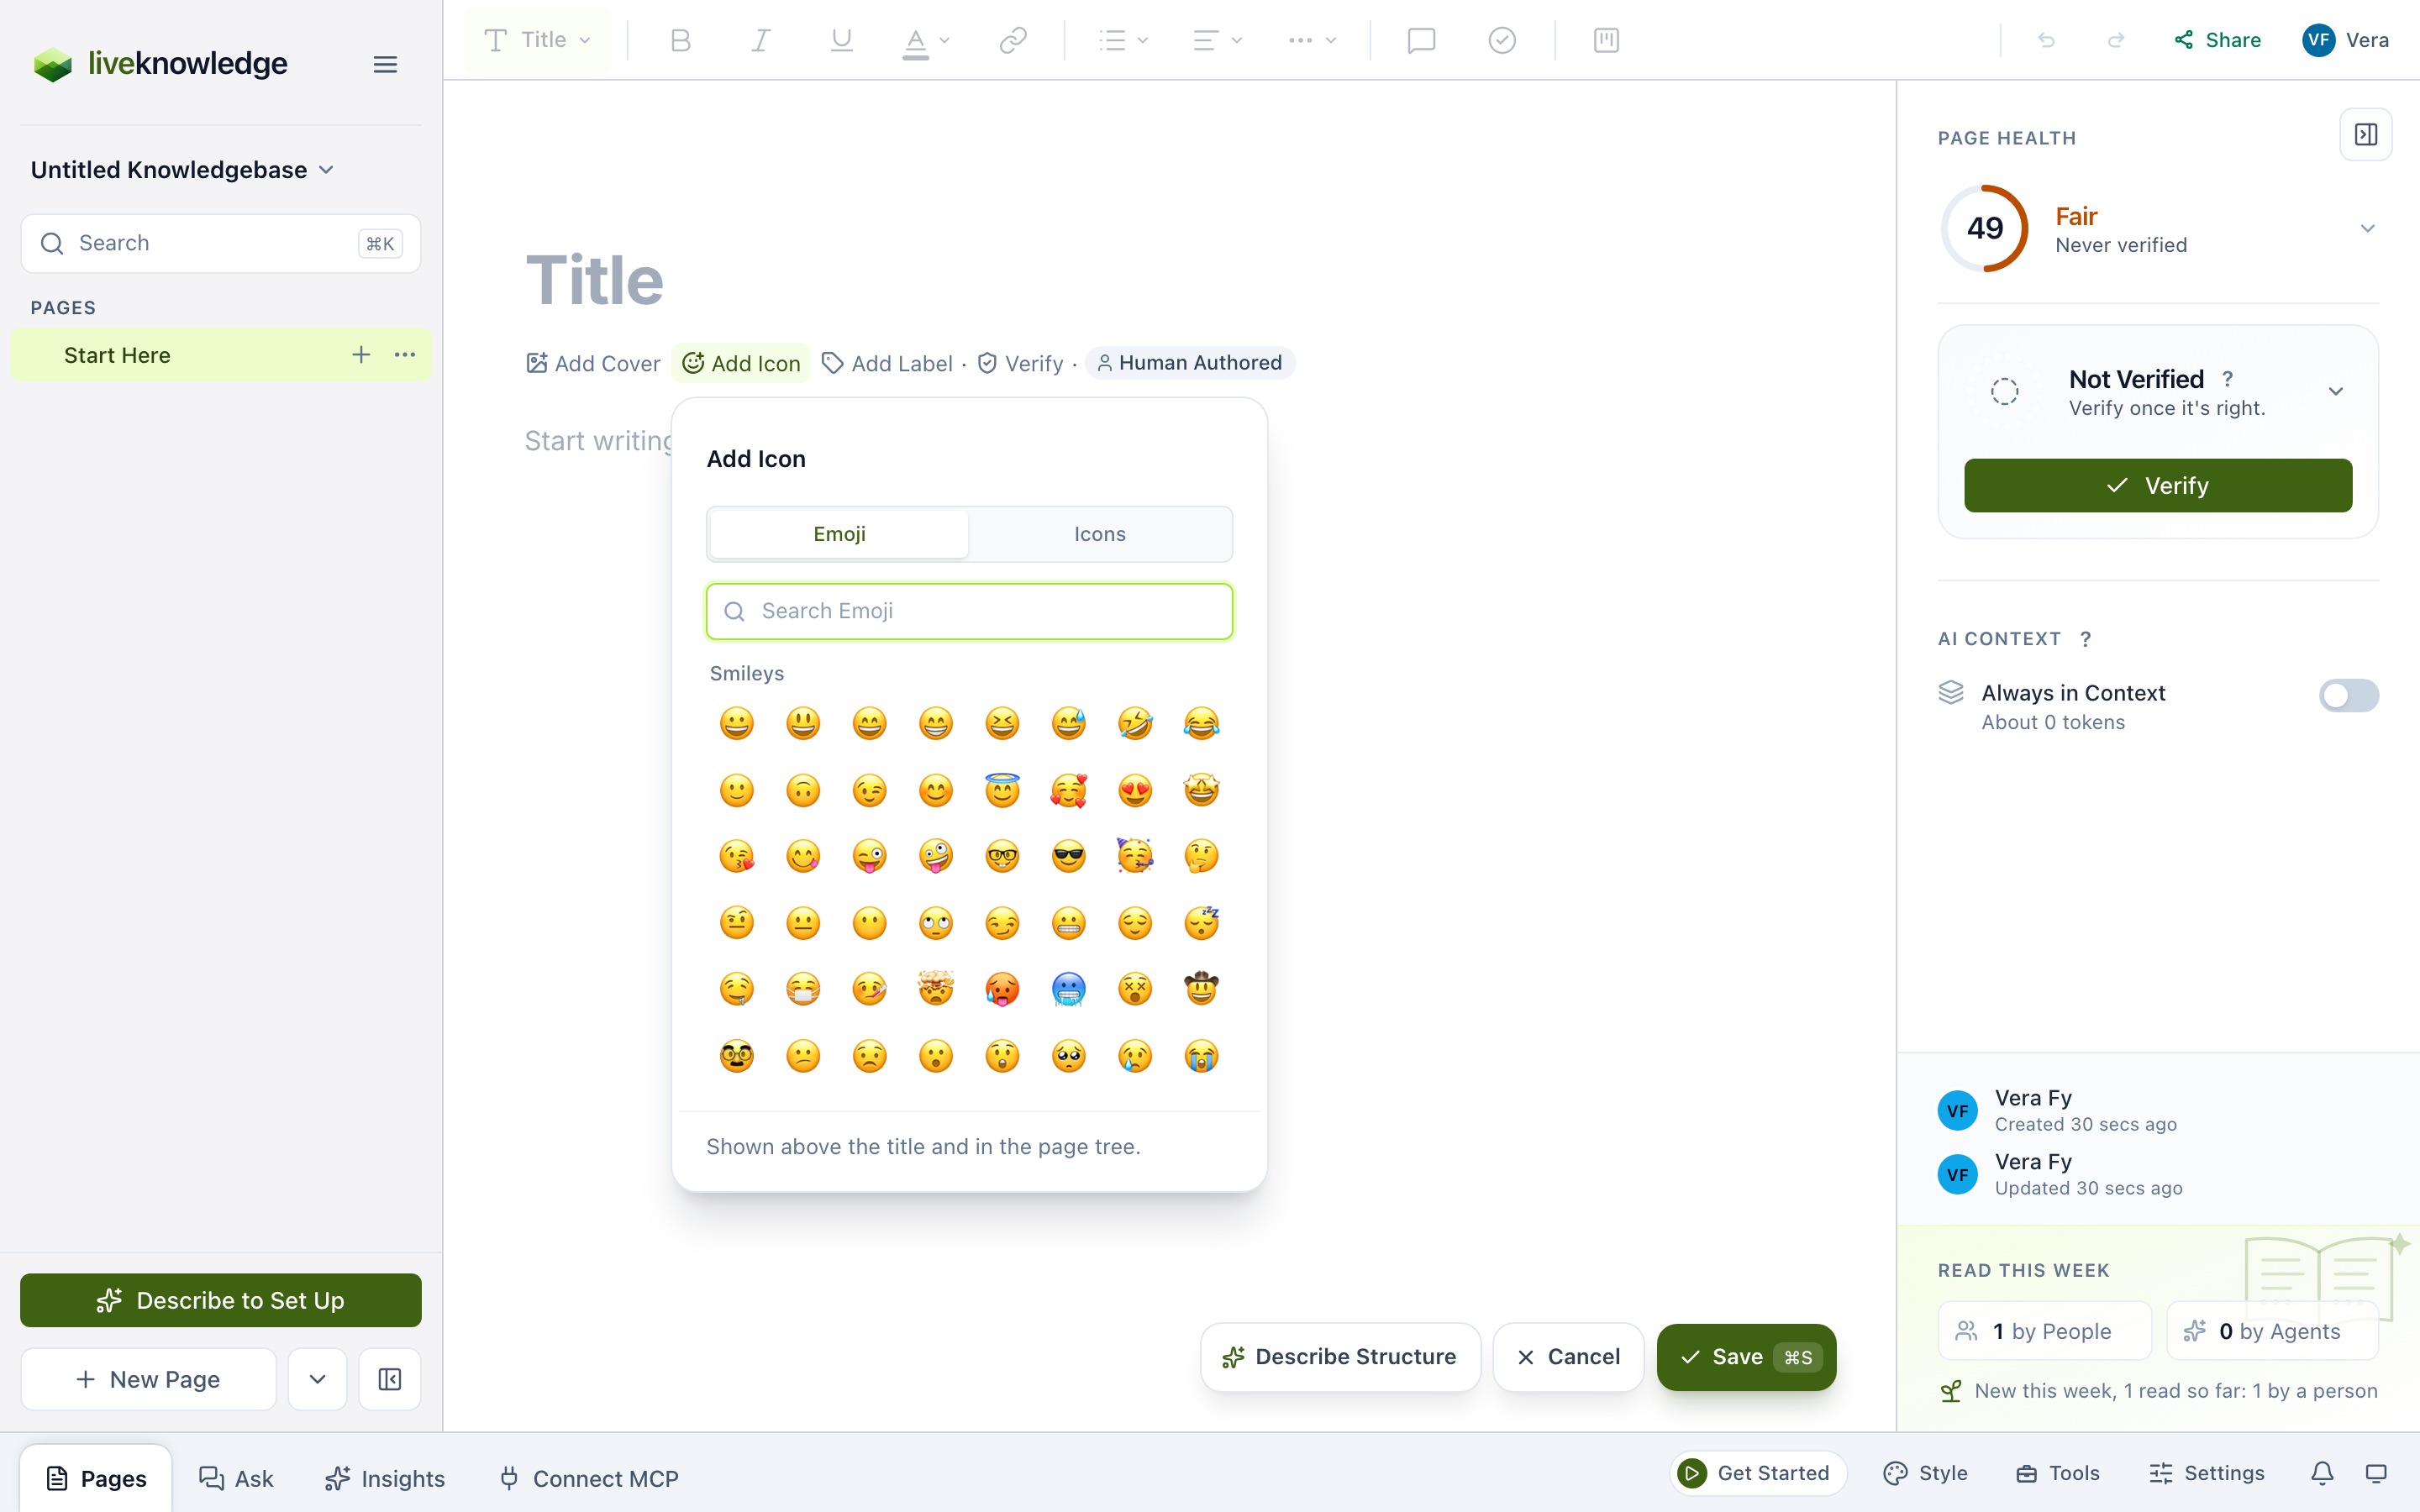 liveknowledge
Title
Share
VF Vera
Untitled Knowledgebase
Search ⌘K
PAGES
Start Here
Title
Add Cover Add Icon Add Label · Verify · Human Authored
Start writing
Add Icon
Emoji Icons
Search Emoji
Smileys
Shown above the title and in the page tree.
Describe Structure Cancel Save ⌘S
PAGE HEALTH
49 Fair
Never verified
Not Verified ?
Verify once it's right.
Verify
AI CONTEXT ?
Always in Context
About 0 tokens
VF Vera Fy
Created 30 secs ago
VF Vera Fy
Updated 30 secs ago
READ THIS WEEK
1 by People 0 by Agents
New this week, 1 read so far: 1 by a person
Describe to Set Up
New Page
Pages Ask Insights Connect MCP
Get Started Style Tools Settings